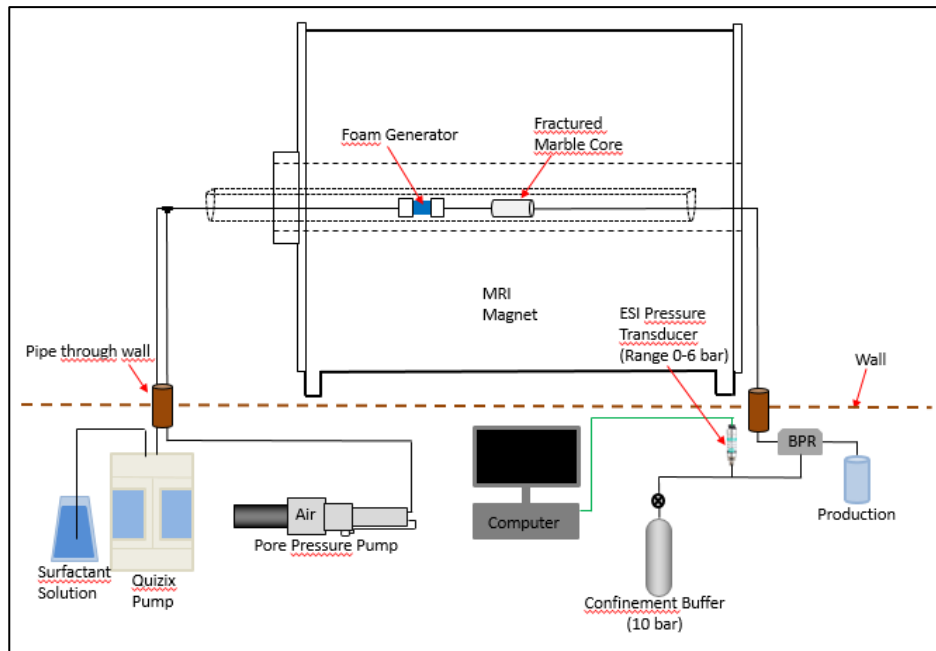 Foam Generator
Fractured
Marble Core
MRI
Magnet
ESI Pressure
Transducer
(Range 0-6 bar)
Pipe through wall
Wall
BPR
Air
Computer
Production
Pore Pressure Pump
Surfactant
Solution
Quizix
Pump
Confinement Buffer
(10 bar)